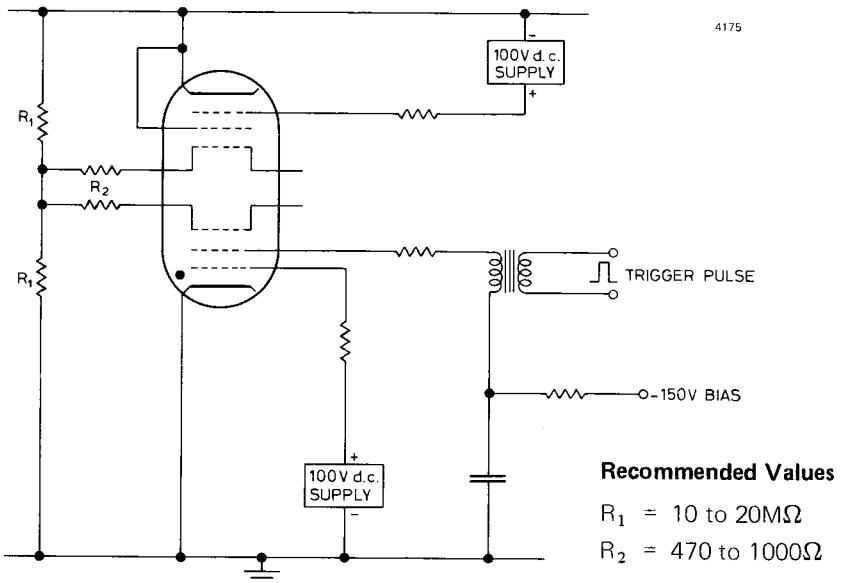 4175
-
100V d.c.
SUPPLY
+
R₁
R₂
R₁
TRIGGER PULSE
-150V BIAS
+
100V d.c.
SUPPLY
-
Recommended Values
R₁ = 10 to 20MΩ
R₂ = 470 to 1000Ω